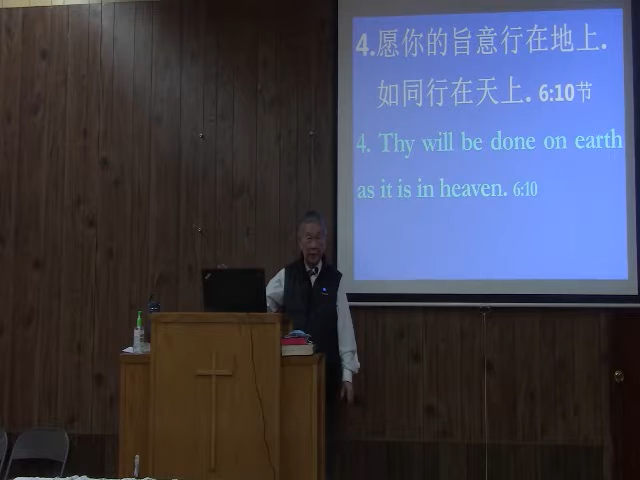 4.愿你的旨意行在地上.
如同行在天上. 6:10节
4. Thy will be done on earth
as it is in heaven. 6:10